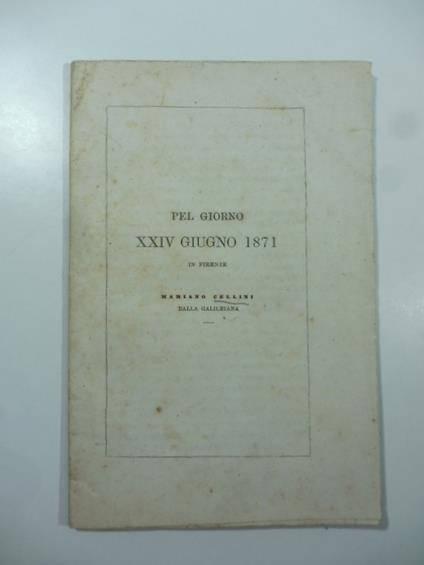 PEL GIORNO
XXIV GIUGNO 1871
IN FIRENZE
MARIANO CELLINI
DALLA GALILEIANA